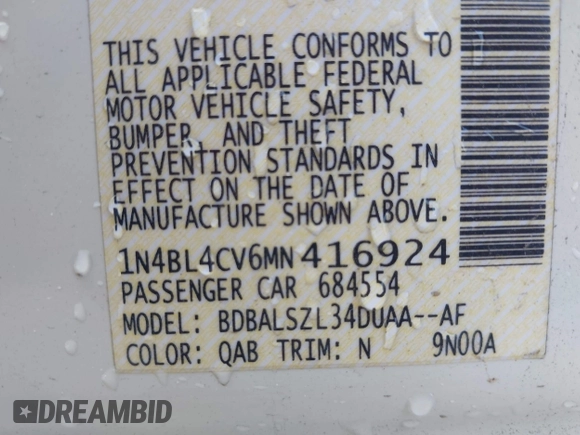 THIS VEHICLE CONFORMS TO
ALL APPLICABLE FEDERAL
MOTOR VEHICLE SAFETY,
BUMPER, AND THEFT
PREVENTION STANDARDS IN
EFFECT ON THE DATE OF
MANUFACTURE SHOWN ABOVE.
1N4BL4CV6MN416924
PASSENGER CAR 684554
MODEL: BDBALSZL34DUAA--AF
COLOR: QAB TRIM: N 9N00A
DREAMBID